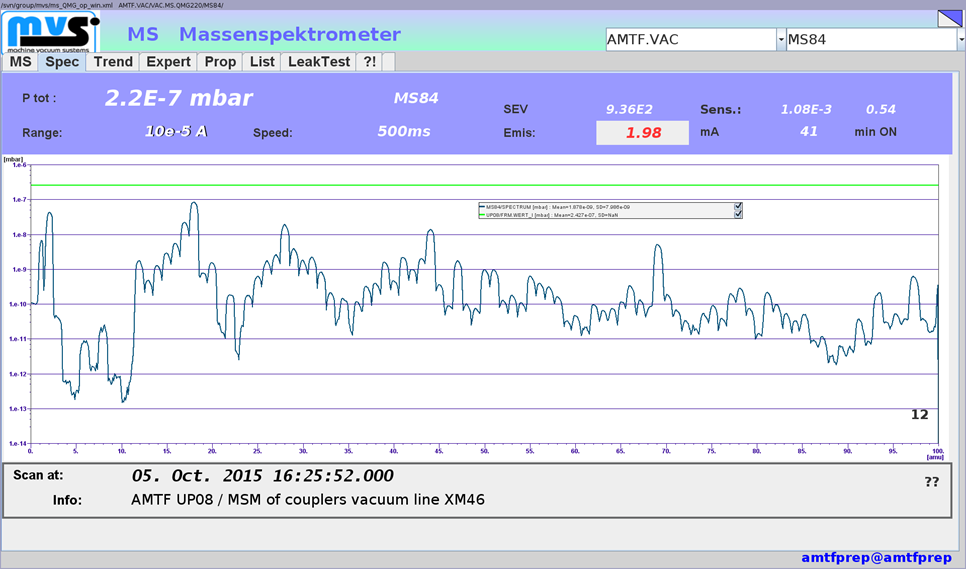 /svn/group/mvs/ms_QMG_op_win.xml AMTF.VAC/VAC.MS.QMG220/MS84/
mvs
machine vacuum systems
MS Massenspektrometer
AMTF.VAC MS84
MS Spec Trend Expert Prop List LeakTest ?!
P tot : 2.2E-7 mbar MS84 SEV 9.36E2 Sens.: 1.08E-3 0.54
Range: 10e-5 A Speed: 500ms Emis: 1.98 mA 41 min ON
[mbar]
1.e-6
1.e-7
MS84/SPECTRUM [mbar] : Mean=1.878e-09, SD=7.986e-09
UP08/FRM.WERT_I [mbar] : Mean=2.427e-07, SD=NaN
1.e-8
1.e-9
1.e-10
1.e-11
1.e-12
1.e-13
12
1.e-14
0. 5. 10. 15. 20. 25. 30. 35. 40. 45. 50. 55. 60. 65. 70. 75. 80. 85. 90. 95. 100.
[amu]
Scan at: 05. Oct. 2015 16:25:52.000
??
Info: AMTF UP08 / MSM of couplers vacuum line XM46
amtfprep@amtfprep